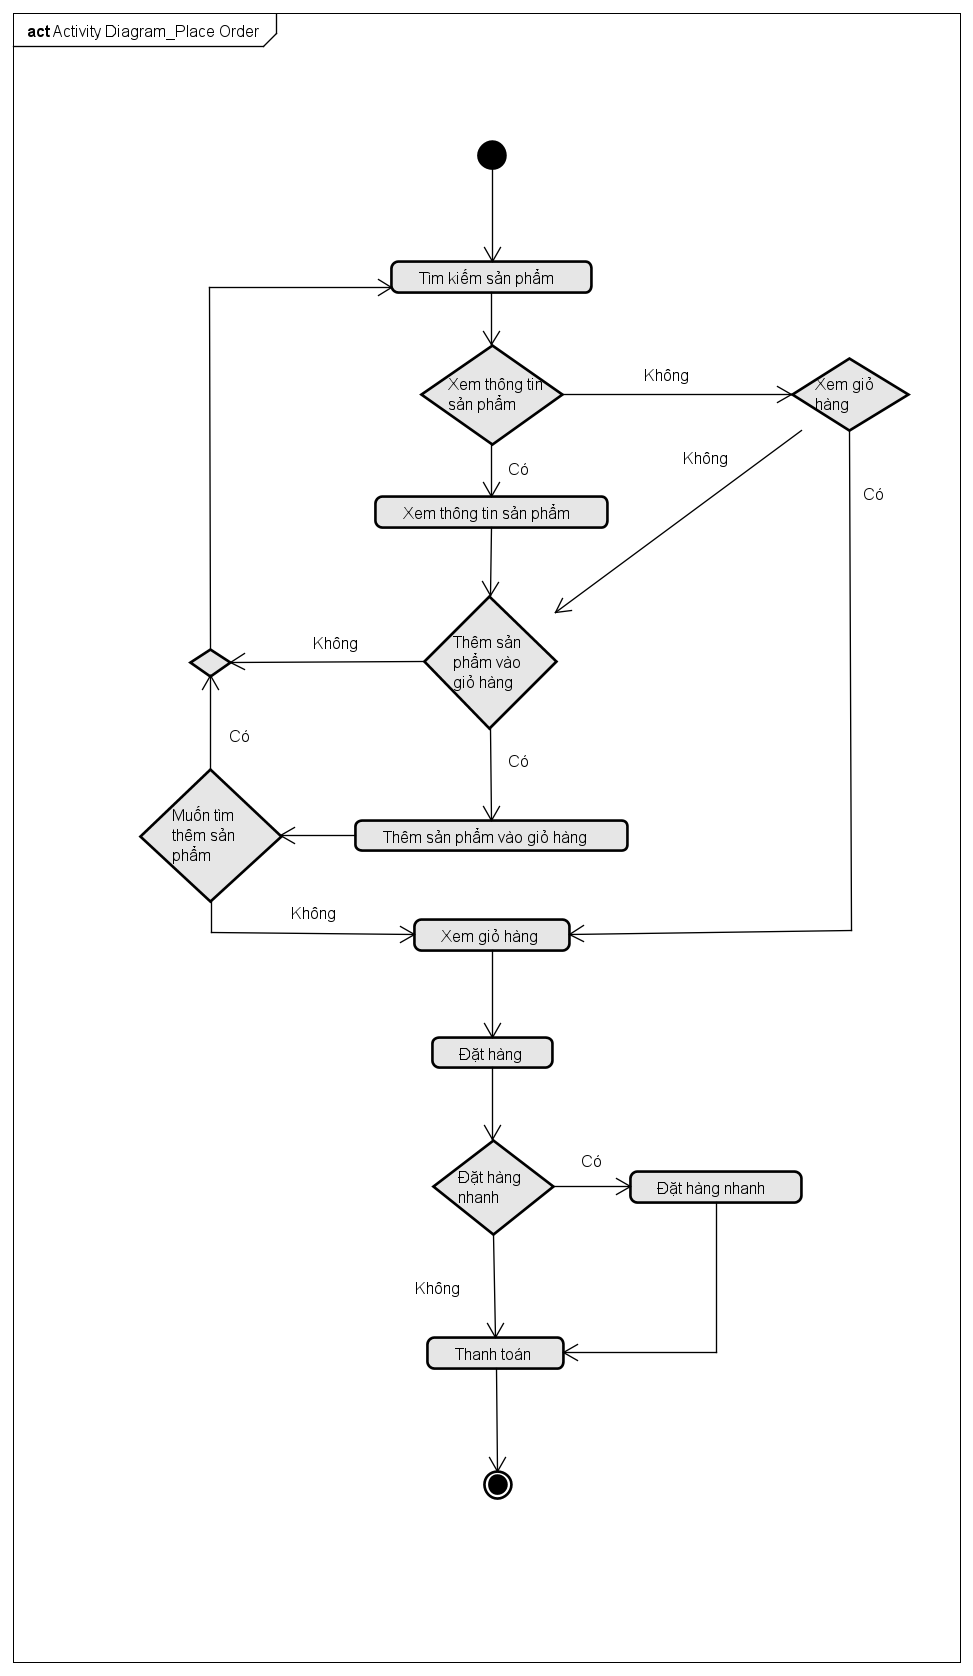 act Activity Diagram_Place Order
Tìm kiếm sản phẩm
Xem thông tin
sản phẩm
Không
Xem giỏ
hàng
Có
Không
Có
Xem thông tin sản phẩm
Thêm sản
phẩm vào
giỏ hàng
Không
Có
Có
Muốn tìm
thêm sản
phẩm
Thêm sản phẩm vào giỏ hàng
Không
Xem giỏ hàng
Đặt hàng
Đặt hàng
nhanh
Có
Đặt hàng nhanh
Không
Thanh toán